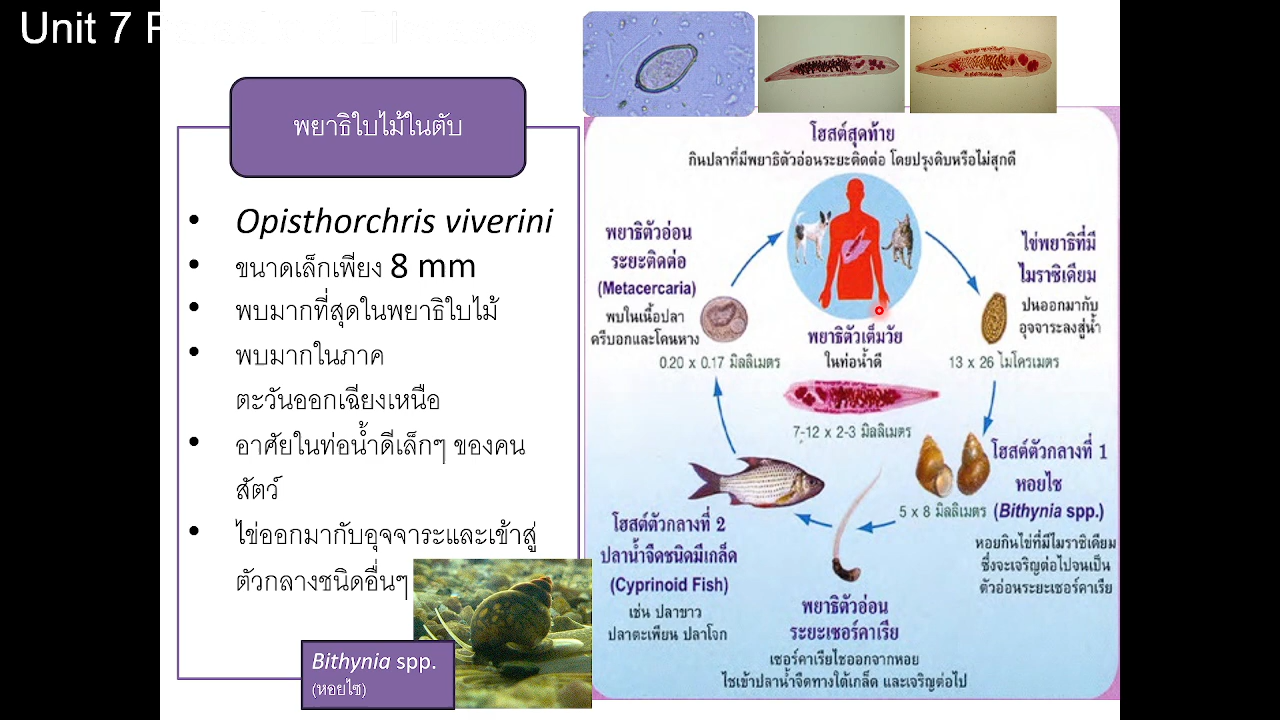 Unit 7 P
พยาธิใบไม้ในตับ
• Opisthorchris viverini
• ขนาดเล็กเพียง 8 mm
• พบมากที่สุดในพยาธิใบไม้
• พบมากในภาค
ตะวันออกเฉียงเหนือ
• อาศัยในท่อน้ำดีเล็กๆ ของคน
สัตว์
• ไข่ออกมากับอุจจาระและเข้าสู่
ตัวกลางชนิดอื่นๆ
Bithynia spp.
(หอยไซ)
โฮสต์สุดท้าย
กินปลาที่มีพยาธิตัวอ่อนระยะติดต่อ โดยปรุงดิบหรือไม่สุกดี
พยาธิตัวอ่อน
ระยะติดต่อ
(Metacercaria)
พบในเนื้อปลา
ครีบอกและโคนหาง
0.20 x 0.17 มิลลิเมตร
พยาธิตัวเต็มวัย
ในท่อน้ำดี
7-12 x 2-3 มิลลิเมตร
ไข่พยาธิที่มี
ไมราซิเดียม
ปนออกมากับ
อุจจาระลงสู่น้ำ
13 x 26 ไมโครเมตร
โฮสต์ตัวกลางที่ 1
หอยไซ
(Bithynia spp.)
5 x 8 มิลลิเมตร
หอยกินไข่ที่มีไมราซิเดียม
ซึ่งจะเจริญต่อไปจนเป็น
ตัวอ่อนระยะเซอร์คาเรีย
พยาธิตัวอ่อน
ระยะเซอร์คาเรีย
เซอร์คาเรียไชออกจากหอย
ไชเข้าปลาน้ำจืดทางใต้เกล็ด และเจริญต่อไป
โฮสต์ตัวกลางที่ 2
ปลาน้ำจืดชนิดมีเกล็ด
(Cyprinoid Fish)
เช่น ปลาขาว
ปลาตะเพียน ปลาโจก